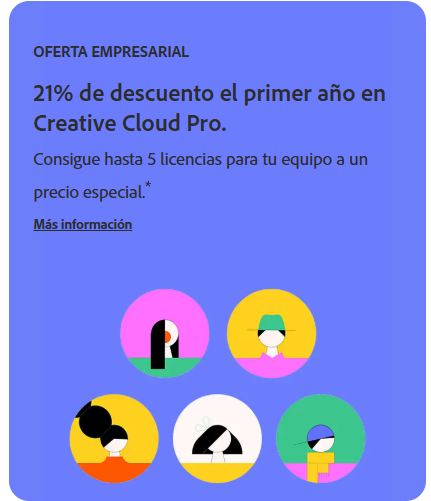 OFERTA EMPRESARIAL
21% de descuento el primer año en
Creative Cloud Pro.
Consigue hasta 5 licencias para tu equipo a un
precio especial.*
Más información